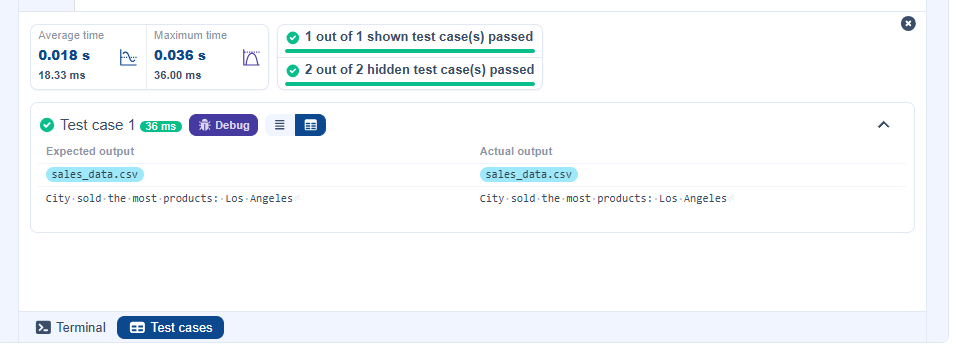 Average time
0.018 s
18.33 ms
Maximum time
0.036 s
36.00 ms
1 out of 1 shown test case(s) passed
2 out of 2 hidden test case(s) passed
Test case 1 36 ms Debug
Expected output
Actual output
sales_data.csv
sales_data.csv
City·sold·the·most·products:·Los·Angeles
City·sold·the·most·products:·Los·Angeles
Terminal
Test cases